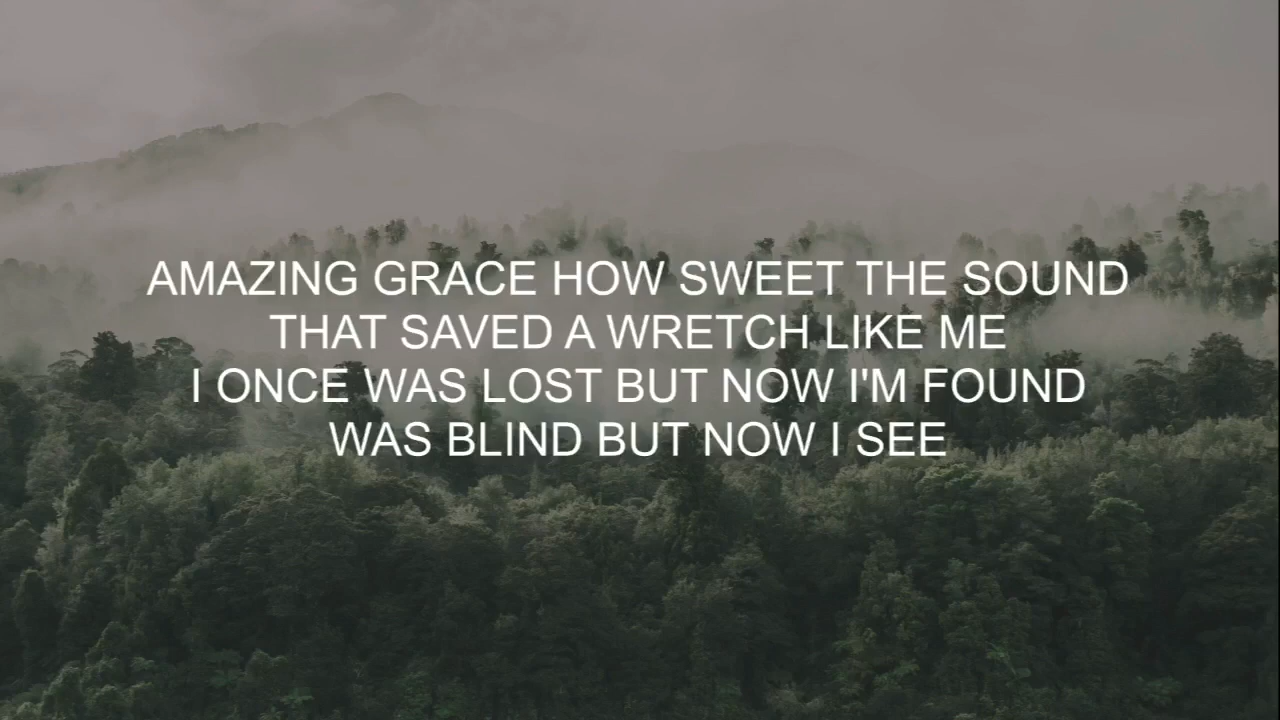 AMAZING GRACE HOW SWEET THE SOUND
THAT SAVED A WRETCH LIKE ME
I ONCE WAS LOST BUT NOW I'M FOUND
WAS BLIND BUT NOW I SEE